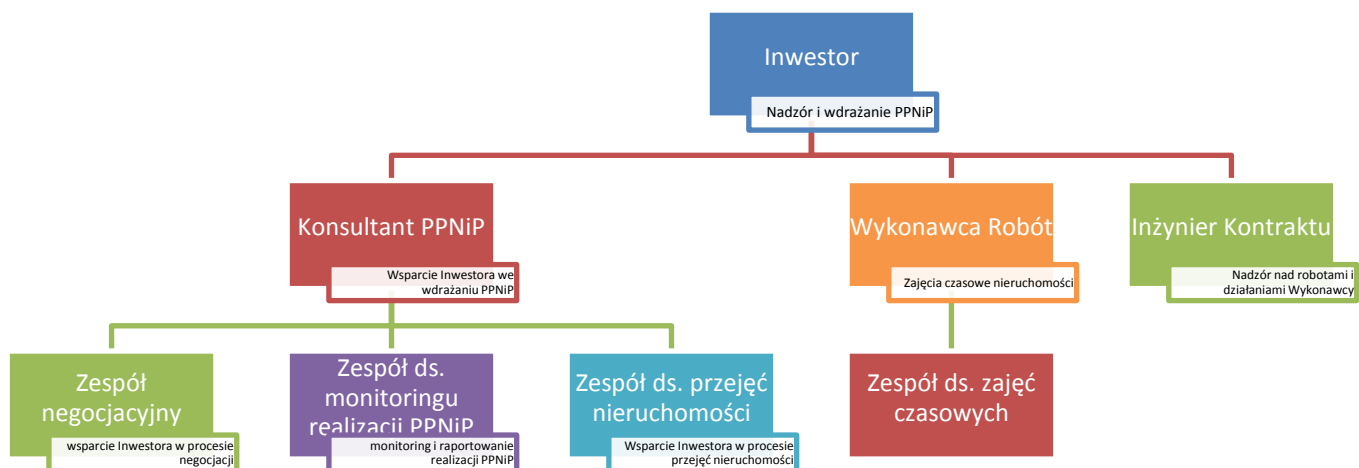 Inwestor
Nadzór i wdrażanie PPNiP
Konsultant PPNiP
Wsparcie Inwestora we
wdrażaniu PPNiP
Wykonawca Robót
Zajęcia czasowe nieruchomości
Inżynier Kontraktu
Nadzór nad robotami i
działaniami Wykonawcy
Zespół
negocjacyjny
wsparcie Inwestora w procesie
negocjacji
Zespół ds.
monitoringu
realizacji PPNiP
monitoring i raportowanie
realizacji PPNiP
Zespół ds. przejęć
nieruchomości
Wsparcie Inwestora w procesie
przejęć nieruchomości
Zespół ds. zajęć
czasowych